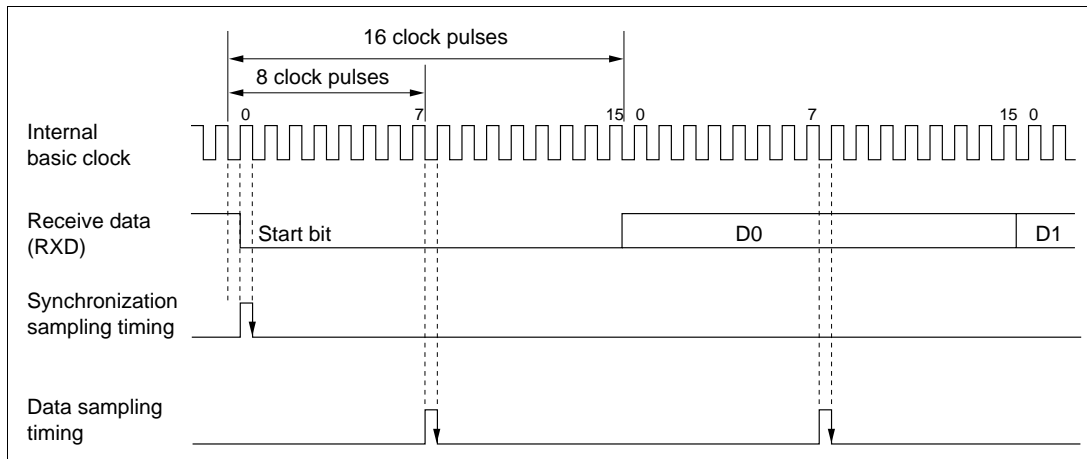 16 clock pulses
8 clock pulses
0 7 15 0 7 15 0
Internal
basic clock
Receive data
(RXD)
Start bit D0 D1
Synchronization
sampling timing
Data sampling
timing